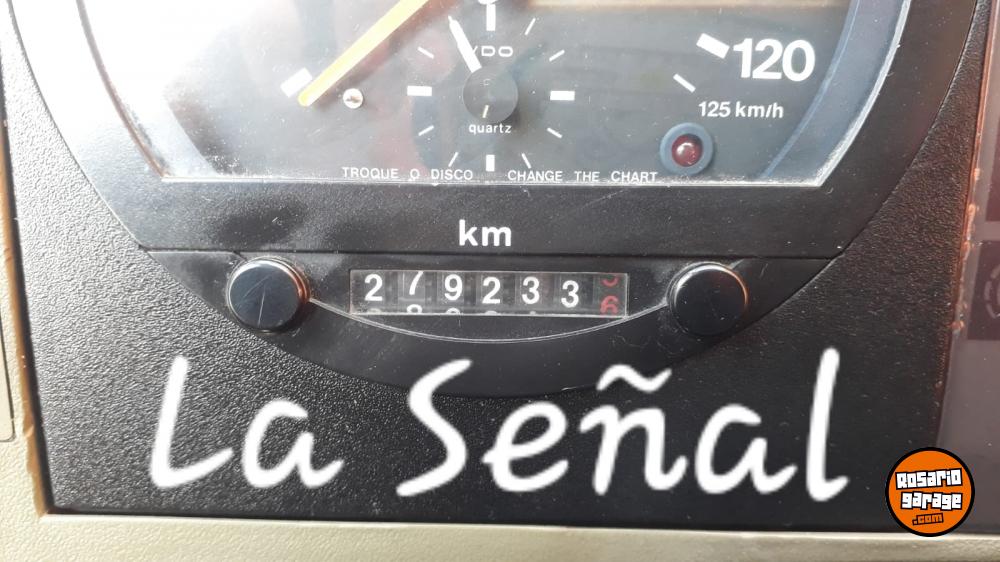 VDO
120
125 km/h
quartz
TROQUE O DISCO CHANGE THE CHART
km
279233
La Señal
Rosario
garage
.com